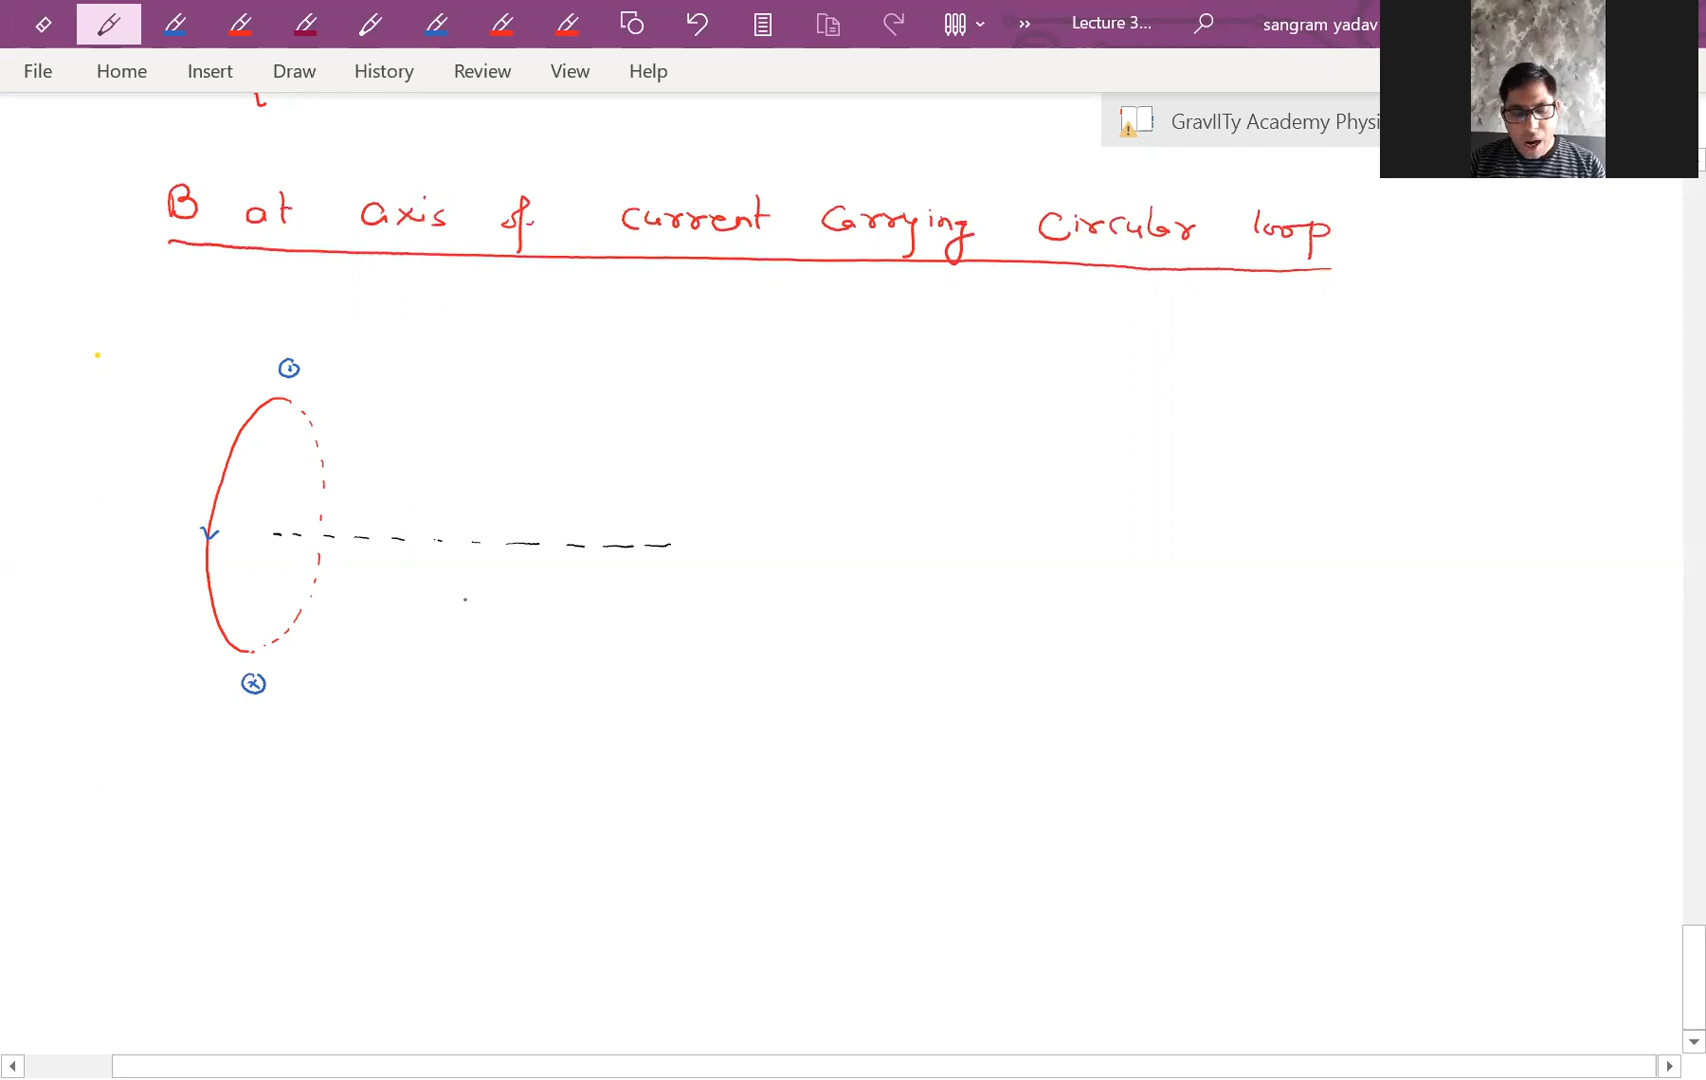 Lecture 3...
sangram yadav
File Home Insert Draw History Review View Help
GravIITy Academy Physi
B at axis of current carrying circular loop